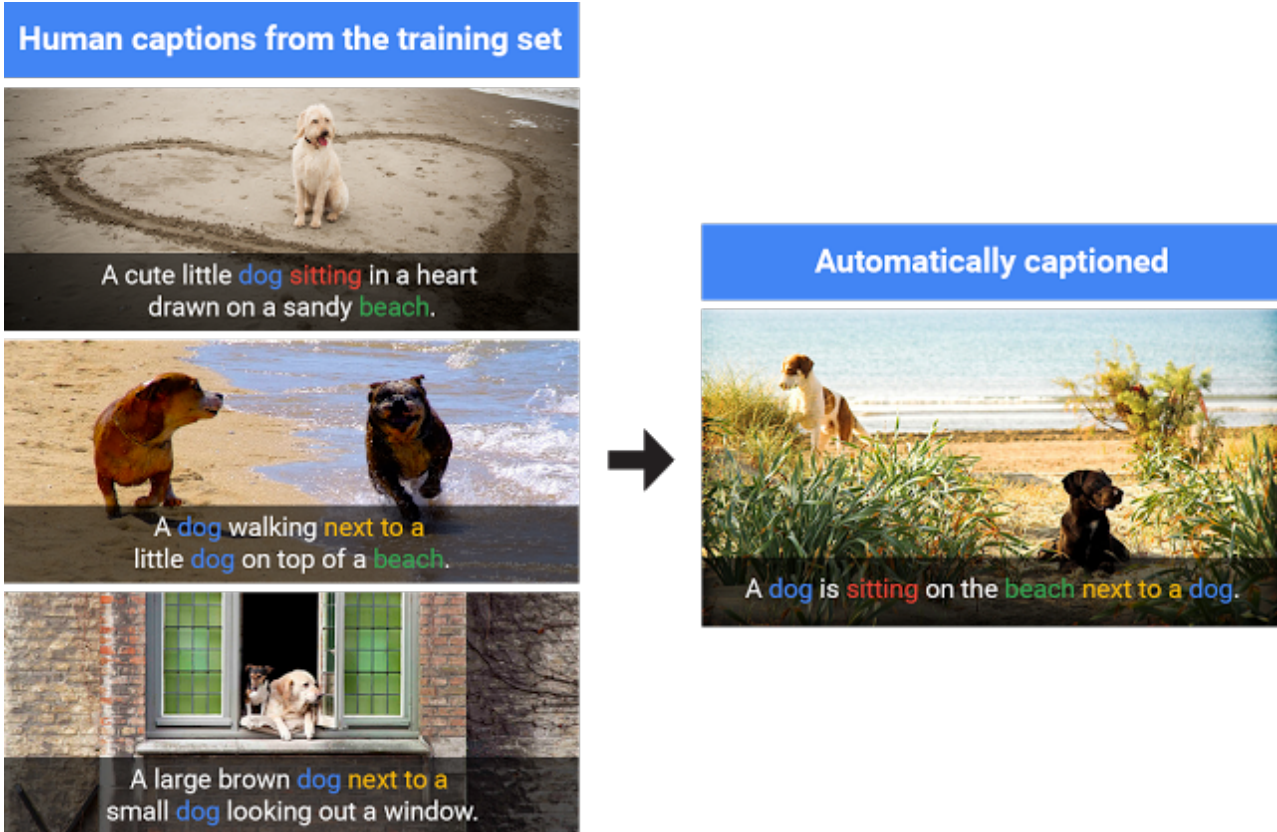 Human captions from the training set
A cute little dog sitting in a heart
drawn on a sandy beach.
A dog walking next to a
little dog on top of a beach.
A large brown dog next to a
small dog looking out a window.
Automatically captioned
A dog is sitting on the beach next to a dog.